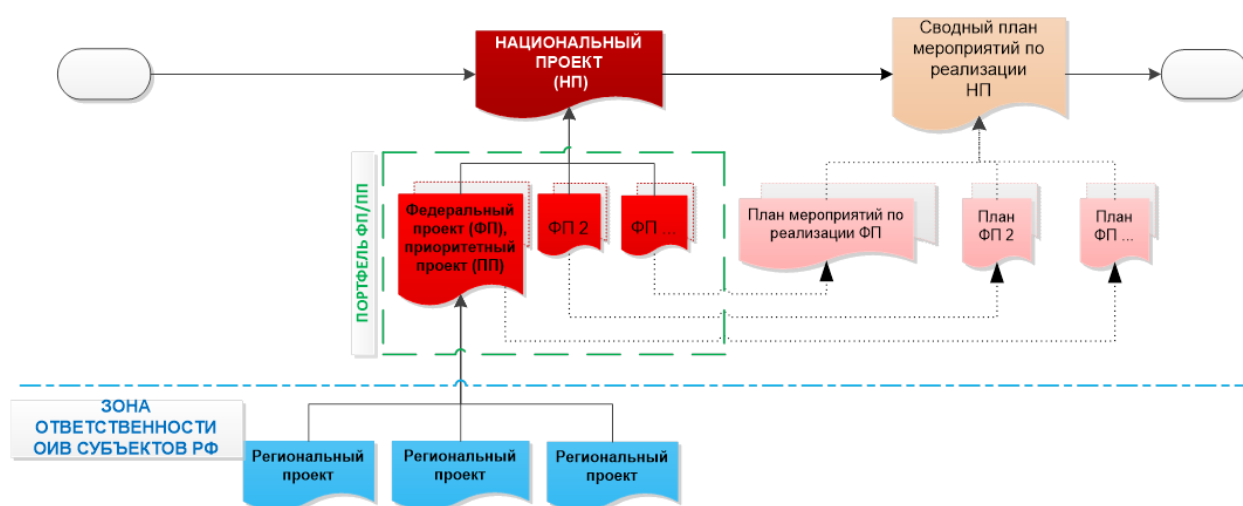 НАЦИОНАЛЬНЫЙ
ПРОЕКТ
(НП)
Сводный план
мероприятий по
реализации
НП
ПОРТФЕЛЬ ФП/ПП
Федеральный
проект (ФП),
приоритетный
проект (ПП)
ФП 2
ФП ...
План мероприятий по
реализации ФП
План
ФП 2
План
ФП ...
ЗОНА
ОТВЕТСТВЕННОСТИ
ОИВ СУБЪЕКТОВ РФ
Региональный
проект
Региональный
проект
Региональный
проект